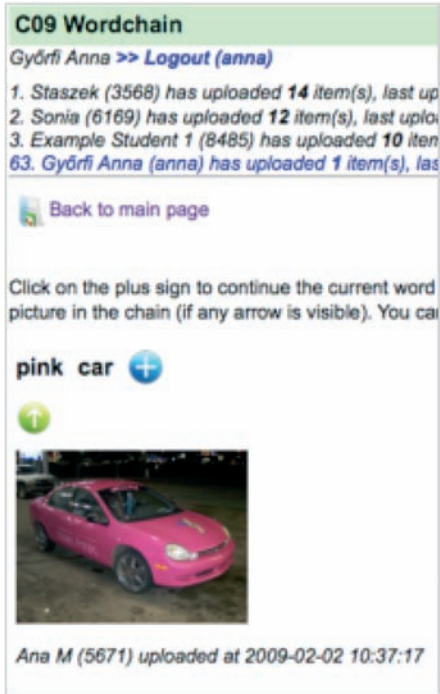 C09 Wordchain
Győrfi Anna >> Logout (anna)
1. Staszek (3568) has uploaded 14 item(s), last up
2. Sonia (6169) has uploaded 12 item(s), last uplo
3. Example Student 1 (8485) has uploaded 10 iten
63. Győrfi Anna (anna) has uploaded 1 item(s), las
Back to main page
Click on the plus sign to continue the current word
picture in the chain (if any arrow is visible). You ca
pink car
Ana M (5671) uploaded at 2009-02-02 10:37:17